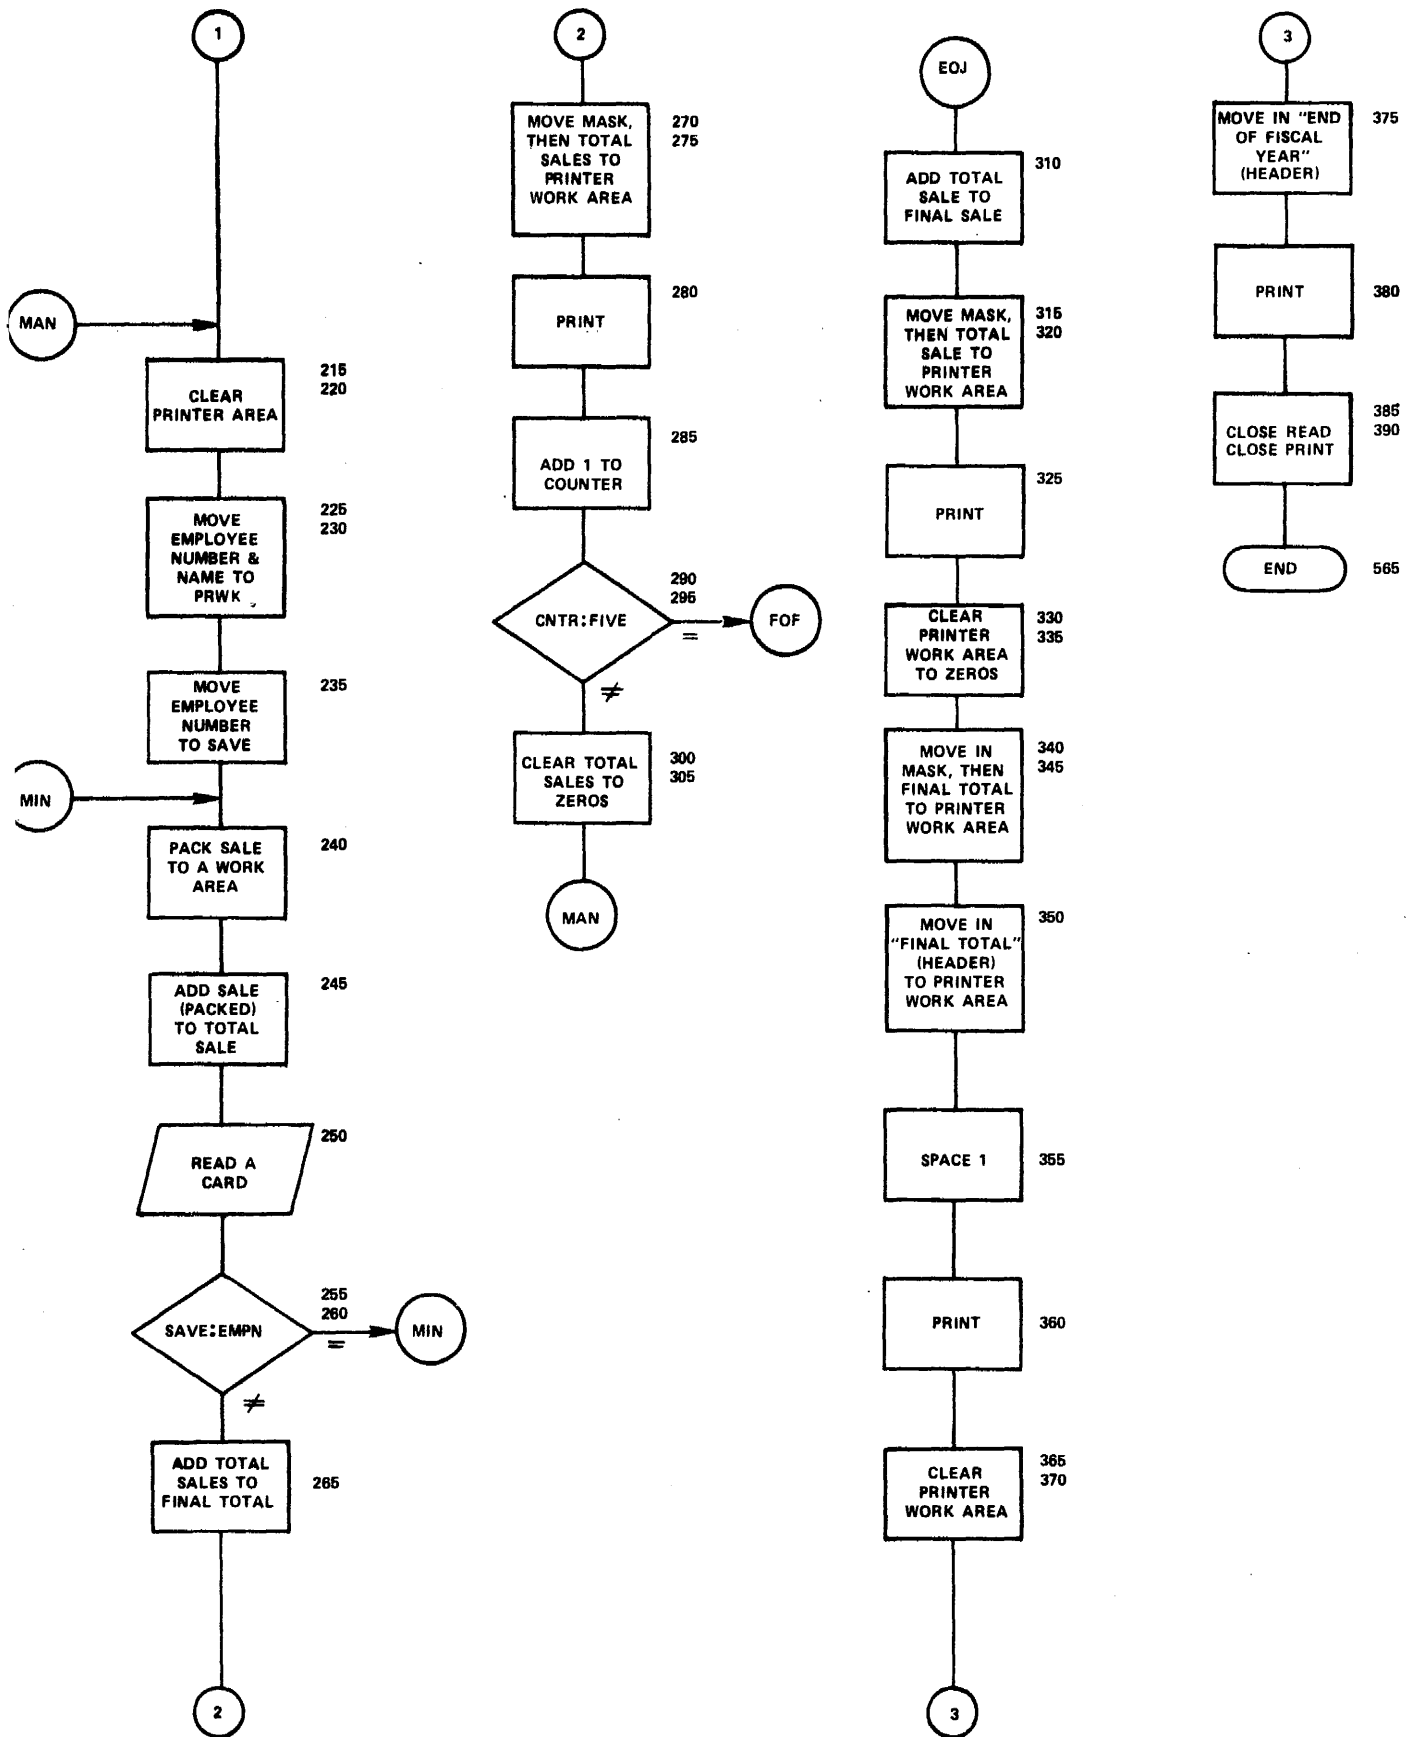 1
MAN
CLEAR
PRINTER AREA
215
220
MOVE
EMPLOYEE
NUMBER &
NAME TO
PRWK
225
230
MOVE
EMPLOYEE
NUMBER
TO SAVE
235
MIN
PACK SALE
TO A WORK
AREA
240
ADD SALE
(PACKED)
TO TOTAL
SALE
245
READ A
CARD
250
SAVE:EMPN
255
260
=
MIN
≠
ADD TOTAL
SALES TO
FINAL TOTAL
265
2
2
MOVE MASK,
THEN TOTAL
SALES TO
PRINTER
WORK AREA
270
275
PRINT
280
ADD 1 TO
COUNTER
285
CNTR:FIVE
290
295
=
FOF
≠
CLEAR TOTAL
SALES TO
ZEROS
300
305
MAN
EOJ
ADD TOTAL
SALE TO
FINAL SALE
310
MOVE MASK,
THEN TOTAL
SALE TO
PRINTER
WORK AREA
315
320
PRINT
325
CLEAR
PRINTER
WORK AREA
TO ZEROS
330
335
MOVE IN
MASK, THEN
FINAL TOTAL
TO PRINTER
WORK AREA
340
345
MOVE IN
"FINAL TOTAL"
(HEADER)
TO PRINTER
WORK AREA
350
SPACE 1
355
PRINT
360
CLEAR
PRINTER
WORK AREA
365
370
3
3
MOVE IN "END
OF FISCAL
YEAR"
(HEADER)
375
PRINT
380
CLOSE READ
CLOSE PRINT
385
390
END
565